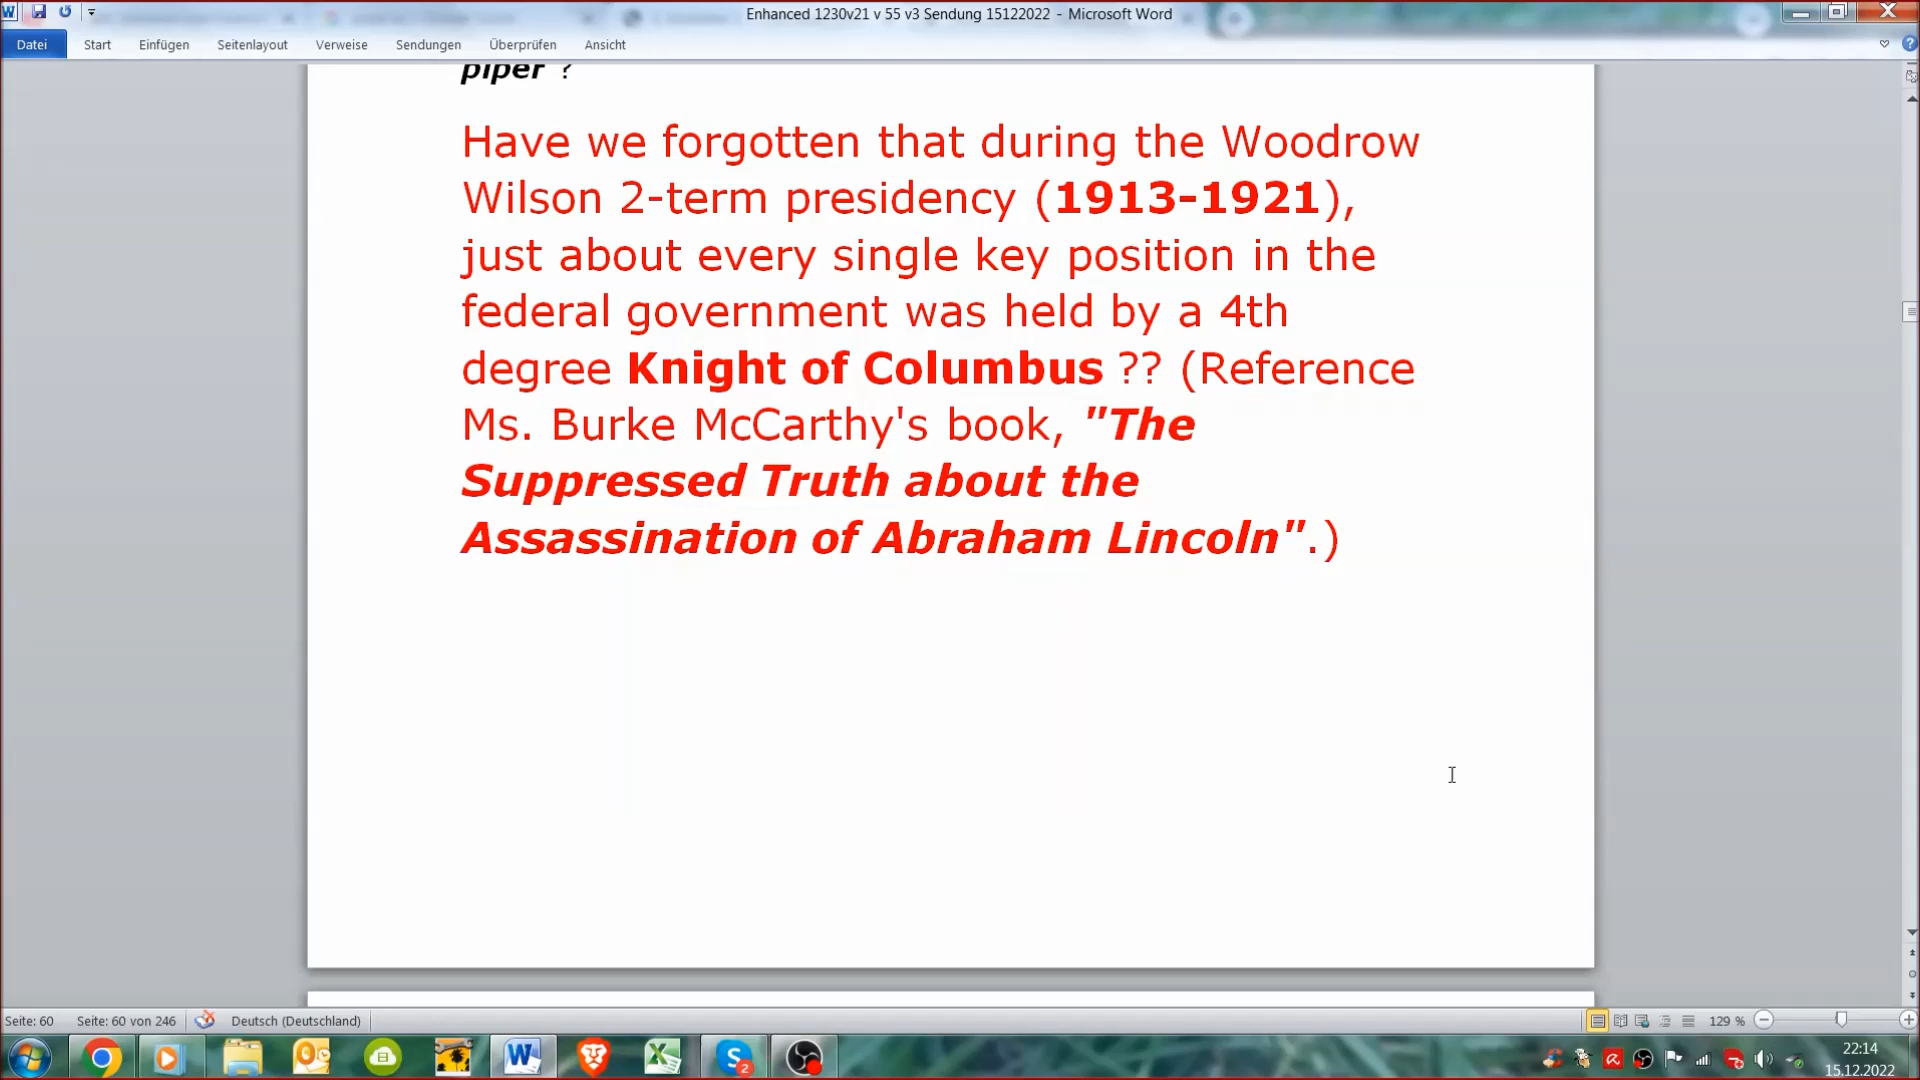 Enhanced 1230v21 v 55 v3 Sendung 15122022 - Microsoft Word
Datei Start Einfügen Seitenlayout Verweise Sendungen Überprüfen Ansicht
piper ?
Have we forgotten that during the Woodrow
Wilson 2-term presidency (1913-1921),
just about every single key position in the
federal government was held by a 4th
degree Knight of Columbus ?? (Reference
Ms. Burke McCarthy's book, "The
Suppressed Truth about the
Assassination of Abraham Lincoln".)
Seite: 60 Seite: 60 von 246 Deutsch (Deutschland) 129 %
22:14
15.12.2022